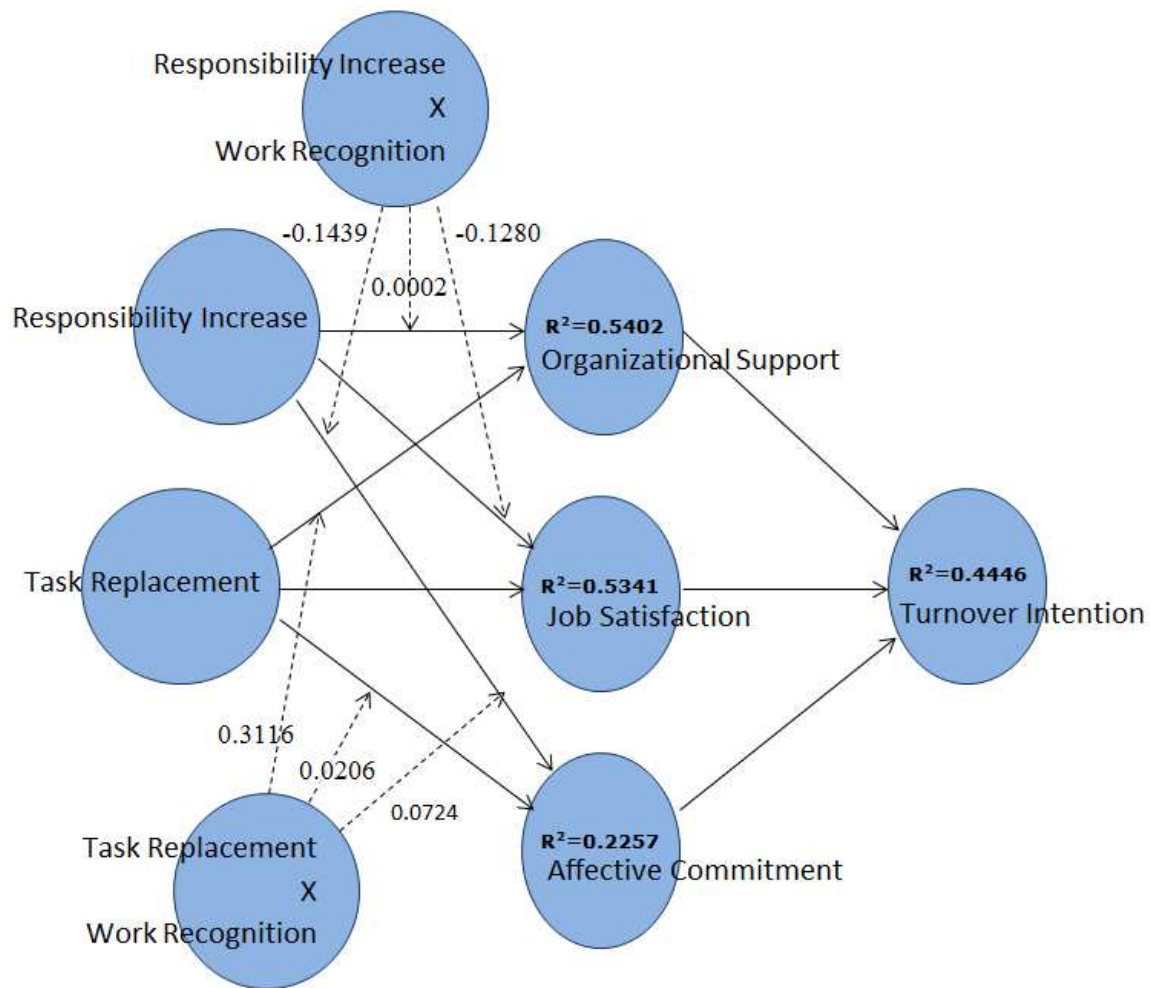 Responsibility Increase
X
Work Recognition
-0.1439
-0.1280
0.0002
Responsibility Increase
R²=0.5402
Organizational Support
Task Replacement
R²=0.5341
Job Satisfaction
R²=0.4446
Turnover Intention
0.3116
0.0206
0.0724
Task Replacement
X
Work Recognition
R²=0.2257
Affective Commitment